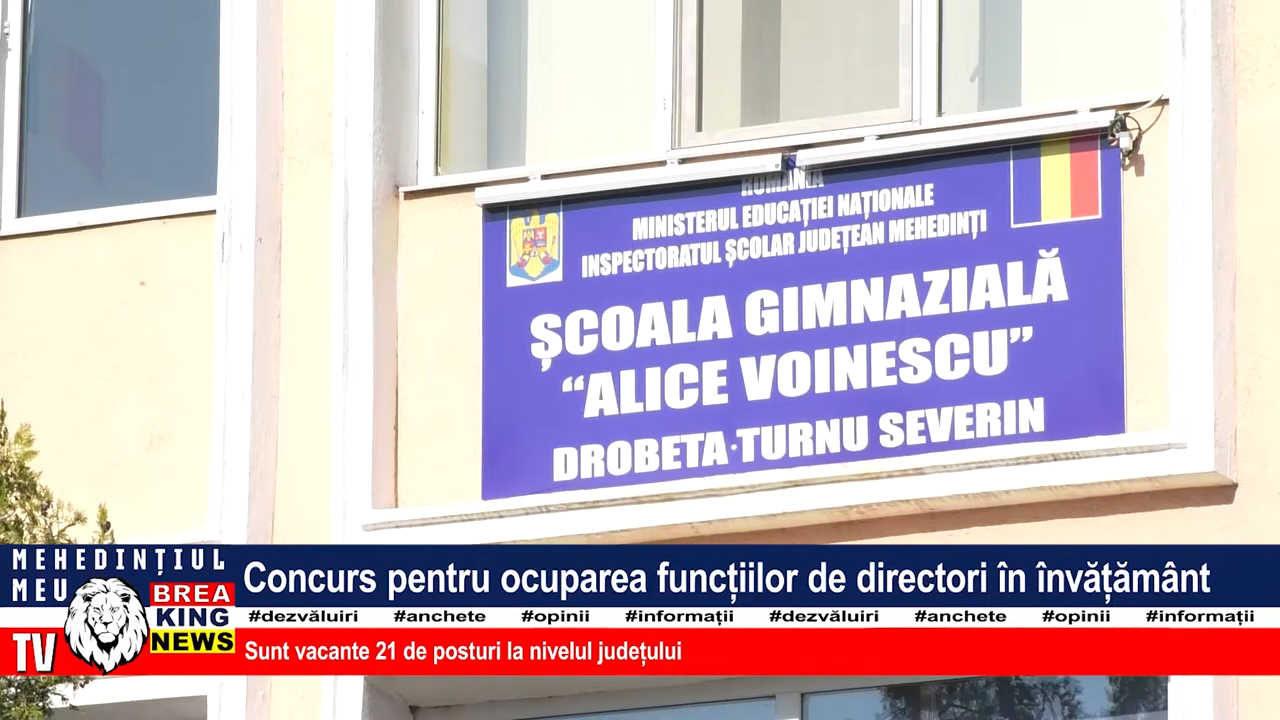 ROMÂNIA
MINISTERUL EDUCAȚIEI NAȚIONALE
INSPECTORATUL ȘCOLAR JUDEȚEAN MEHEDINȚI
ȘCOALA GIMNAZIALĂ
“ALICE VOINESCU”
DROBETA-TURNU SEVERIN
MEHEDINȚIUL
MEU
TV
BREA
KING
NEWS
Concurs pentru ocuparea funcțiilor de directori în învățământ
#dezvăluiri #anchete #opinii #informații #dezvăluiri #anchete #opinii #informații
Sunt vacante 21 de posturi la nivelul județului